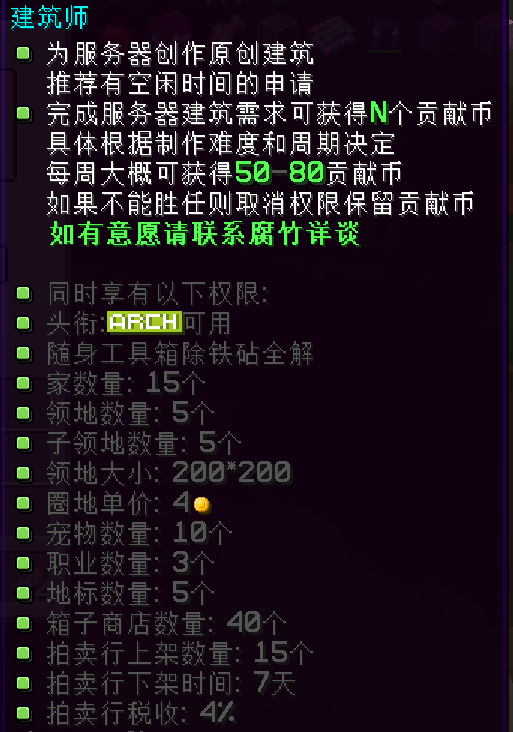 建筑师
为服务器创作原创建筑
推荐有空闲时间的申请
完成服务器建筑需求可获得N个贡献币
具体根据制作难度和周期决定
每周大概可获得50-80贡献币
如果不能胜任则取消权限保留贡献币
如有意愿请联系腐竹详谈
同时享有以下权限:
头衔:ARCH可用
随身工具箱除铁砧全解
家数量: 15个
领地数量: 5个
子领地数量: 5个
领地大小: 200*200
圈地单价: 4
宠物数量: 10个
职业数量: 3个
地标数量: 5个
箱子商店数量: 40个
拍卖行上架数量: 15个
拍卖行下架时间: 7天
拍卖行税收: 4%